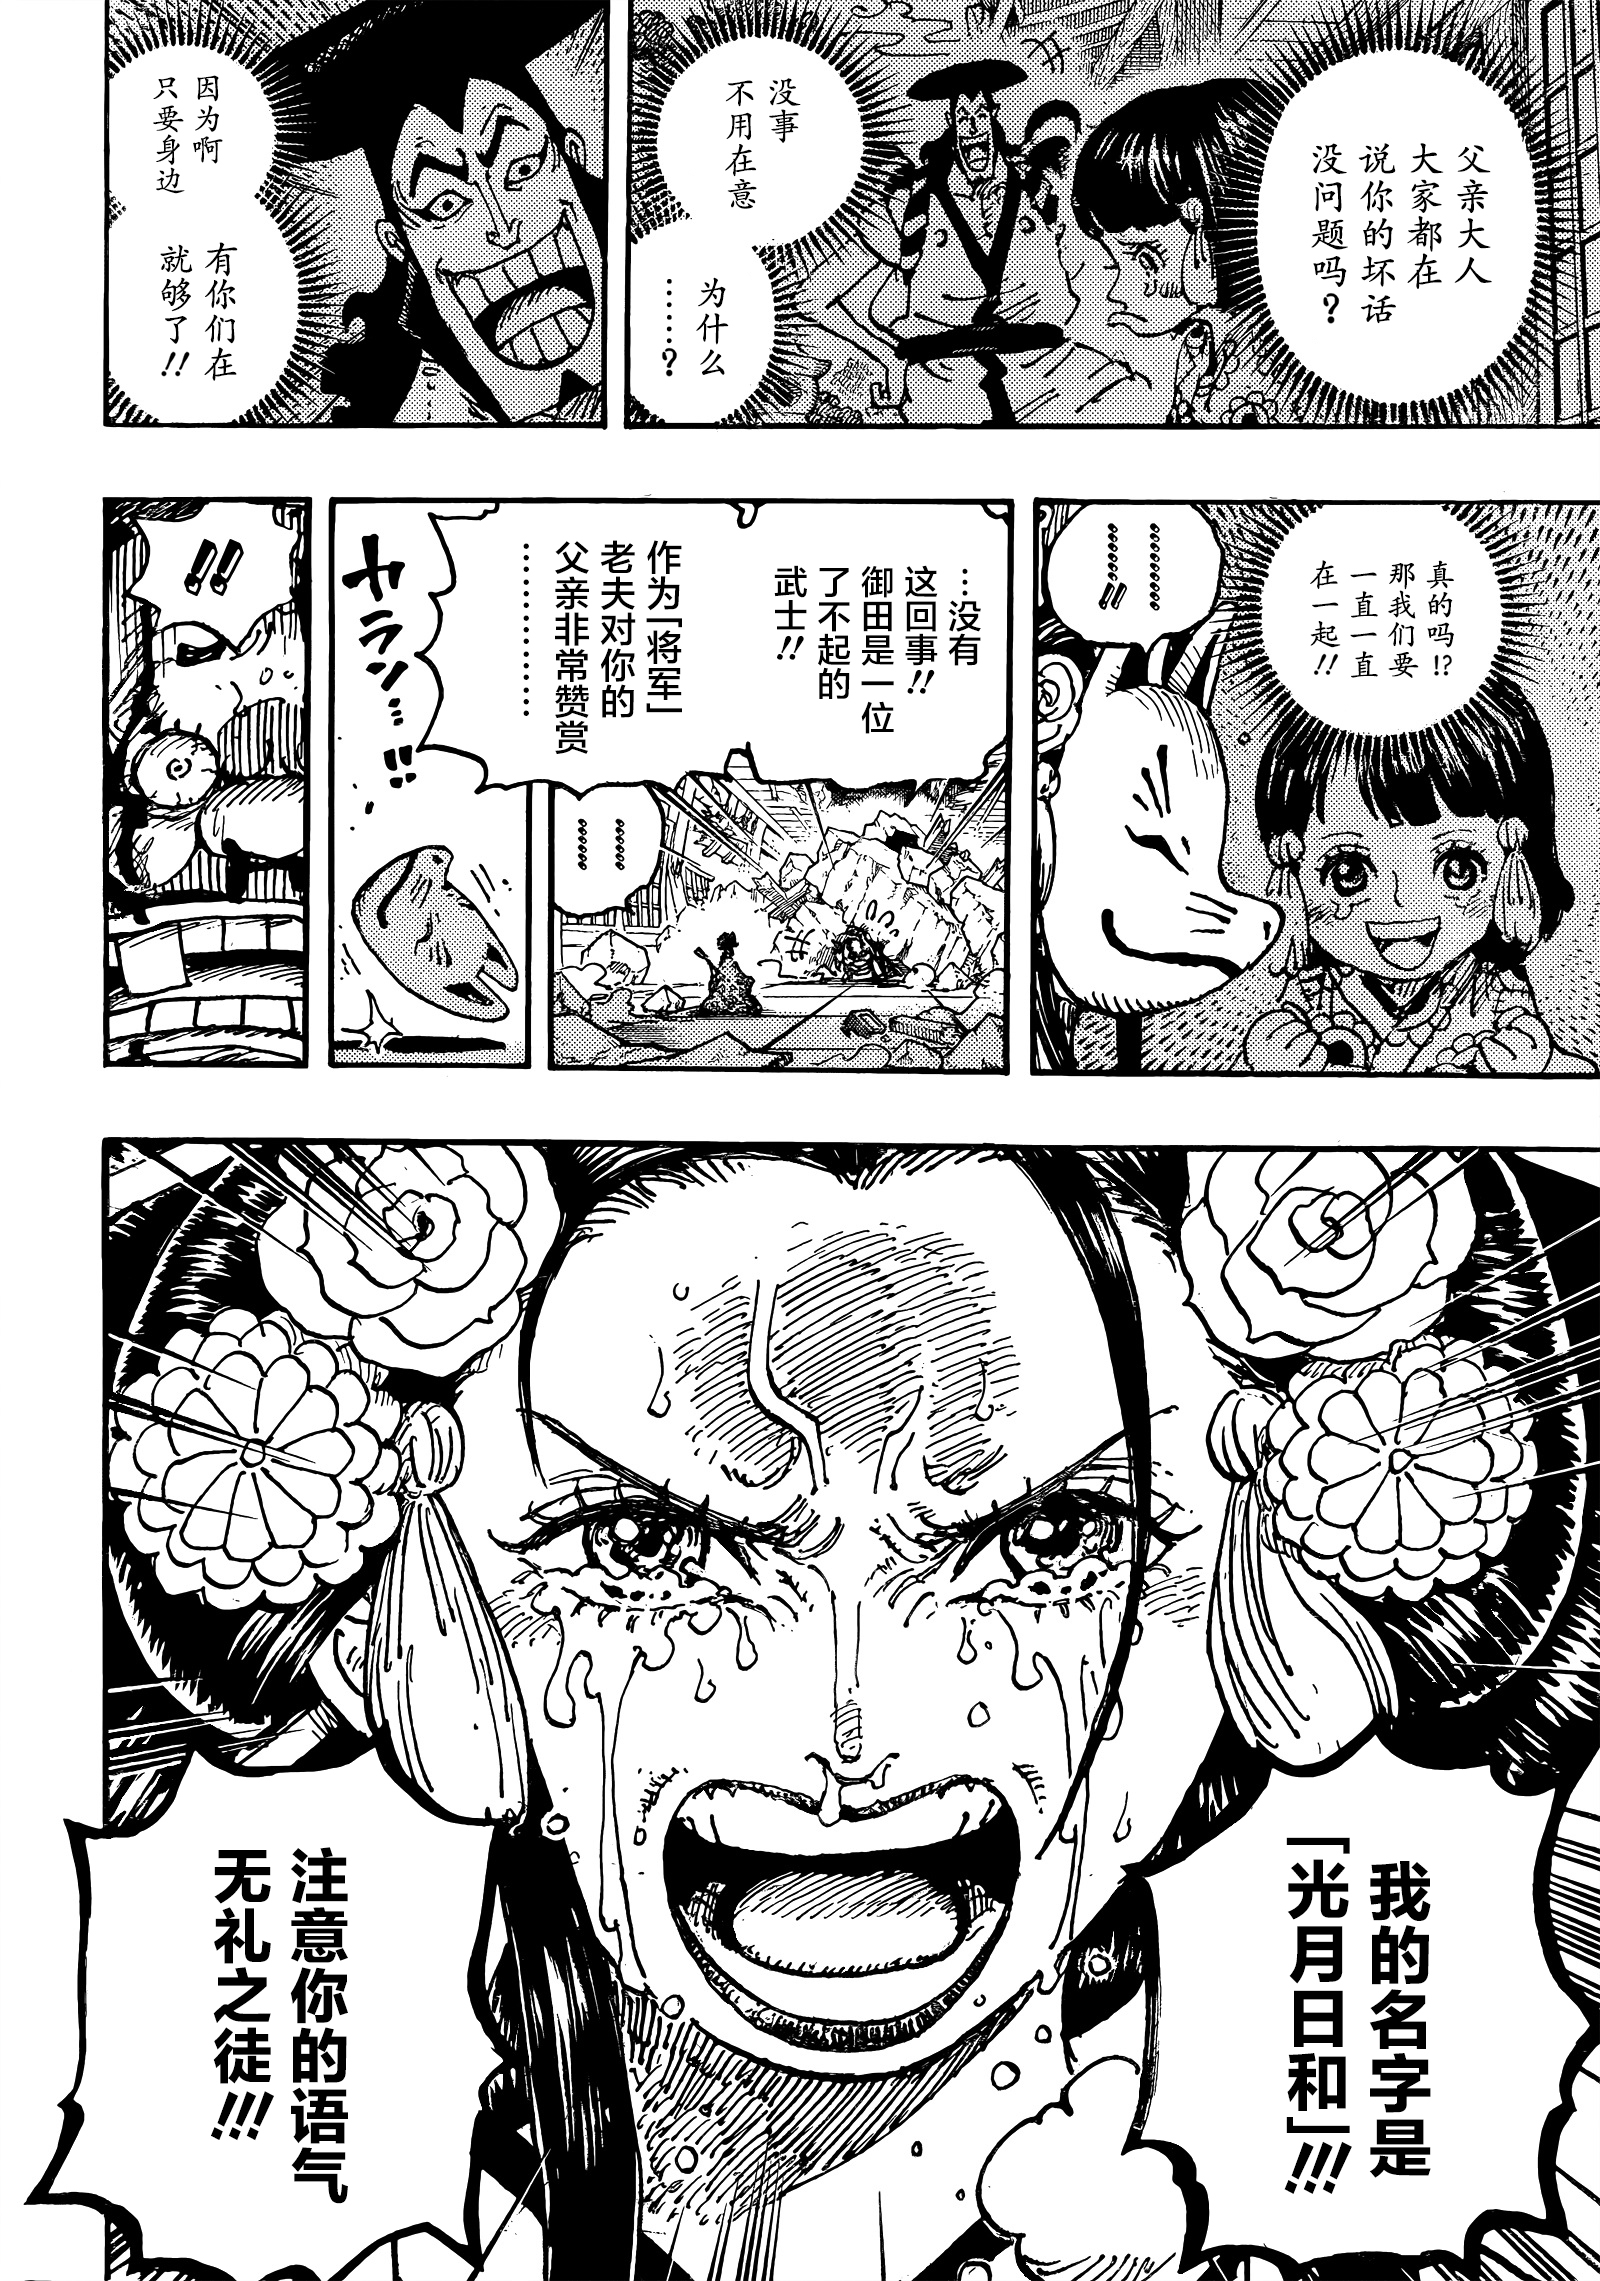 父亲大人
大家都在
说你的坏话
没问题吗？
没事
不用在意
为什么
……？
因为啊
只要身边
有你们在
就够了!!
真的吗!?
那我们要
一直一直
在一起!!
………
……!!
…没有
这回事!!
御田是一位
了不起的
武士!!
作为「将军」
老夫对你的
父亲非常赞赏
…………
……
……
カラン…!!
!!
我的名字是
「光月日和」!!!
注意你的语气
无礼之徒!!!